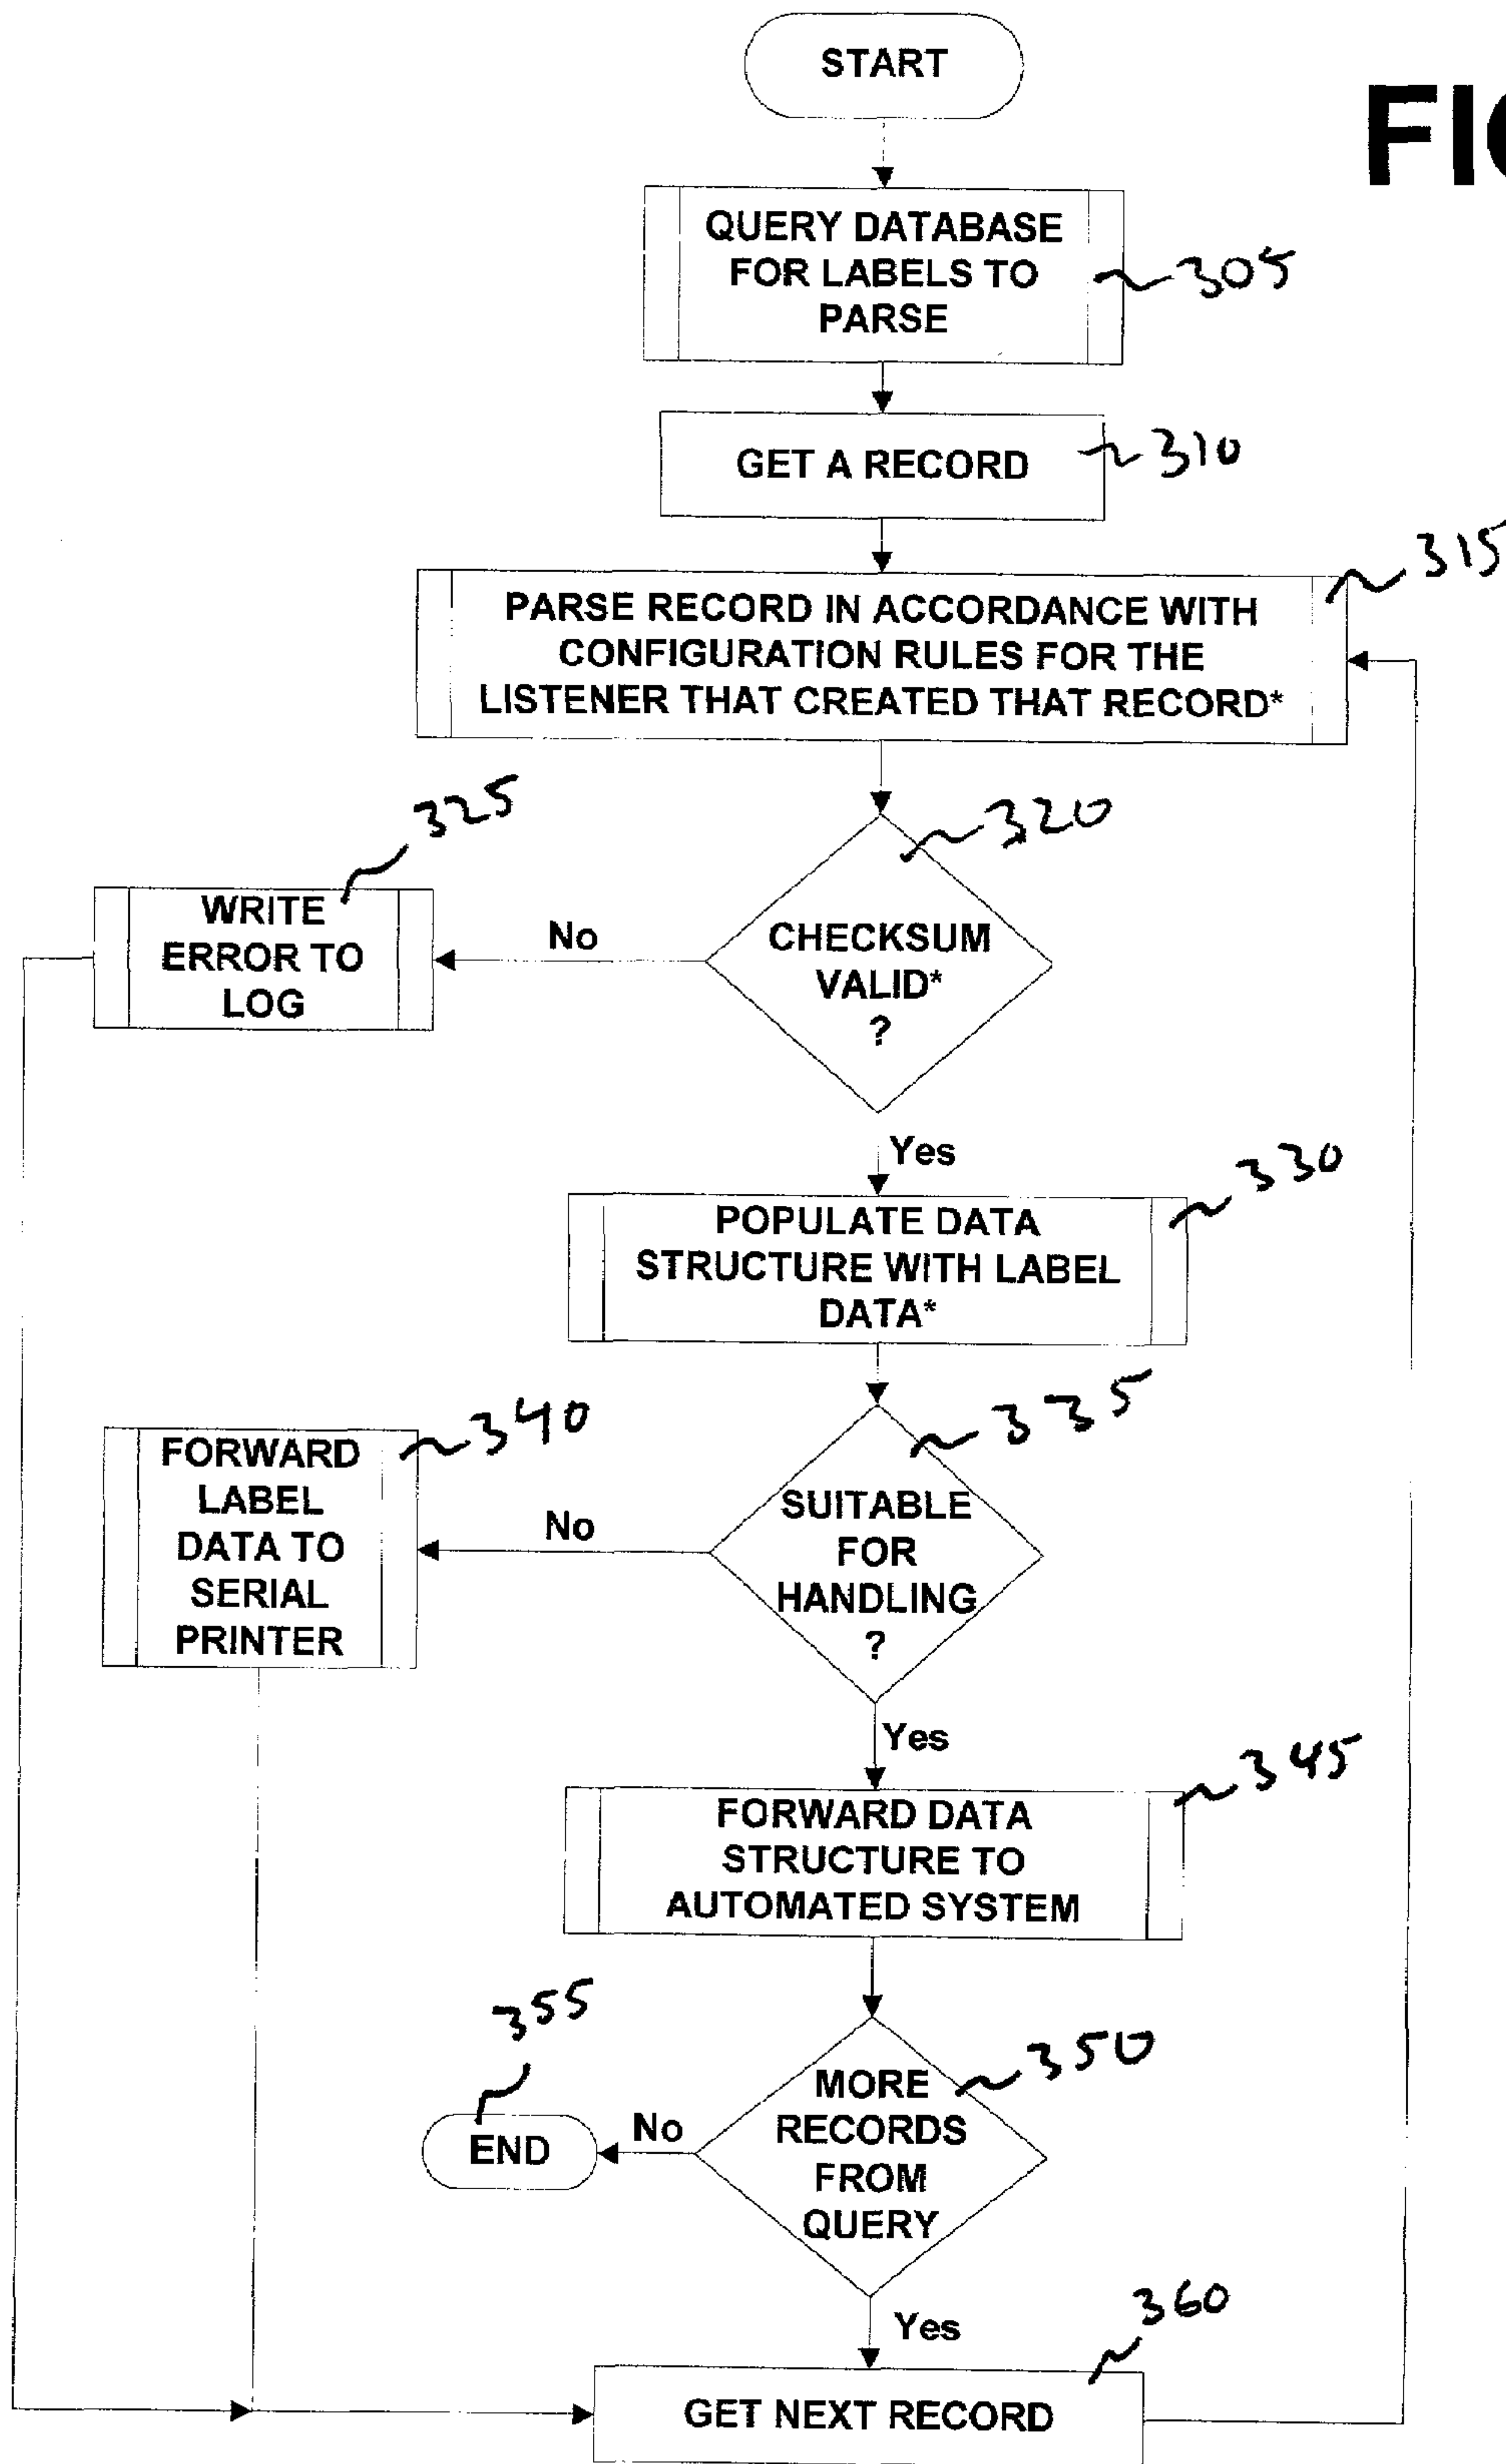 START
QUERY DATABASE
FOR LABELS TO
PARSE
305
GET A RECORD
310
315
PARSE RECORD IN ACCORDANCE WITH
CONFIGURATION RULES FOR THE
LISTENER THAT CREATED THAT RECORD*
325
320
WRITE
ERROR TO
LOG
No
CHECKSUM
VALID*
?
Yes
330
POPULATE DATA
STRUCTURE WITH LABEL
DATA*
340
335
FORWARD
LABEL
DATA TO
SERIAL
PRINTER
No
SUITABLE
FOR
HANDLING
?
Yes
345
FORWARD DATA
STRUCTURE TO
AUTOMATED SYSTEM
355
350
END
No
MORE
RECORDS
FROM
QUERY
Yes
360
GET NEXT RECORD